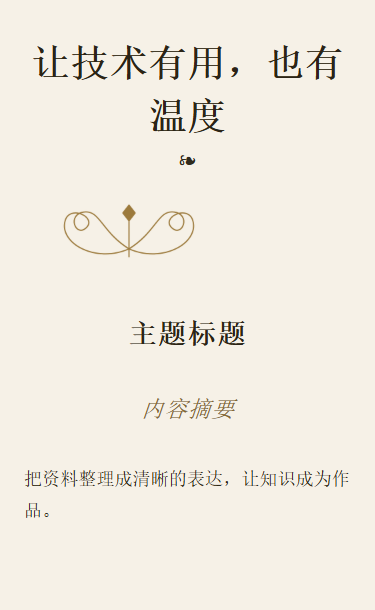 让技术有用，也有
温度
❧
主题标题
内容摘要
把资料整理成清晰的表达，让知识成为作
品。